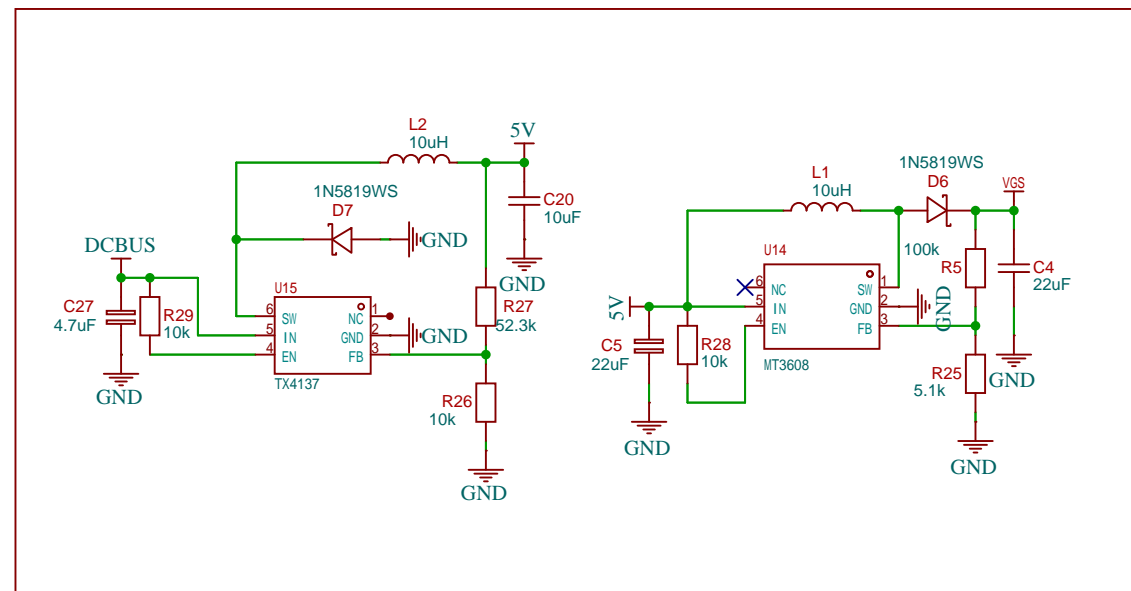 L2
10uH
5V
1N5819WS
D7
GND
C20
10uF
GND
DCBUS
C27
4.7uF
R29
10k
GND
U15
6 SW
5 IN
4 EN
NC 1
GND 2
FB 3
TX4137
GND
R27
52.3k
R26
10k
GND
L1
10uH
1N5819WS
D6
VGS
100k
R5
C4
22uF
GND
U14
6 NC
5 IN
4 EN
SW 1
GND 2
FB 3
MT3608
GND
5V
C5
22uF
GND
R28
10k
R25
5.1k
GND